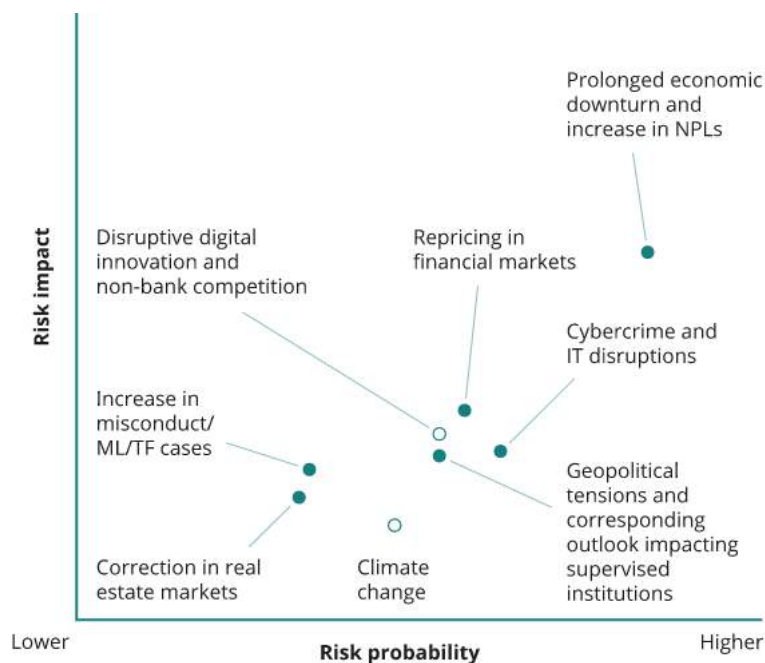 Prolonged economic
downturn and
increase in NPLs
Disruptive digital
innovation and
non-bank competition
Repricing in
financial markets
Risk impact
Cybercrime and
IT disruptions
Increase in
misconduct/
ML/TF cases
Geopolitical
tensions and
corresponding
outlook impacting
supervised
institutions
Correction in real
estate markets
Climate
change
Lower
Risk probability
Higher